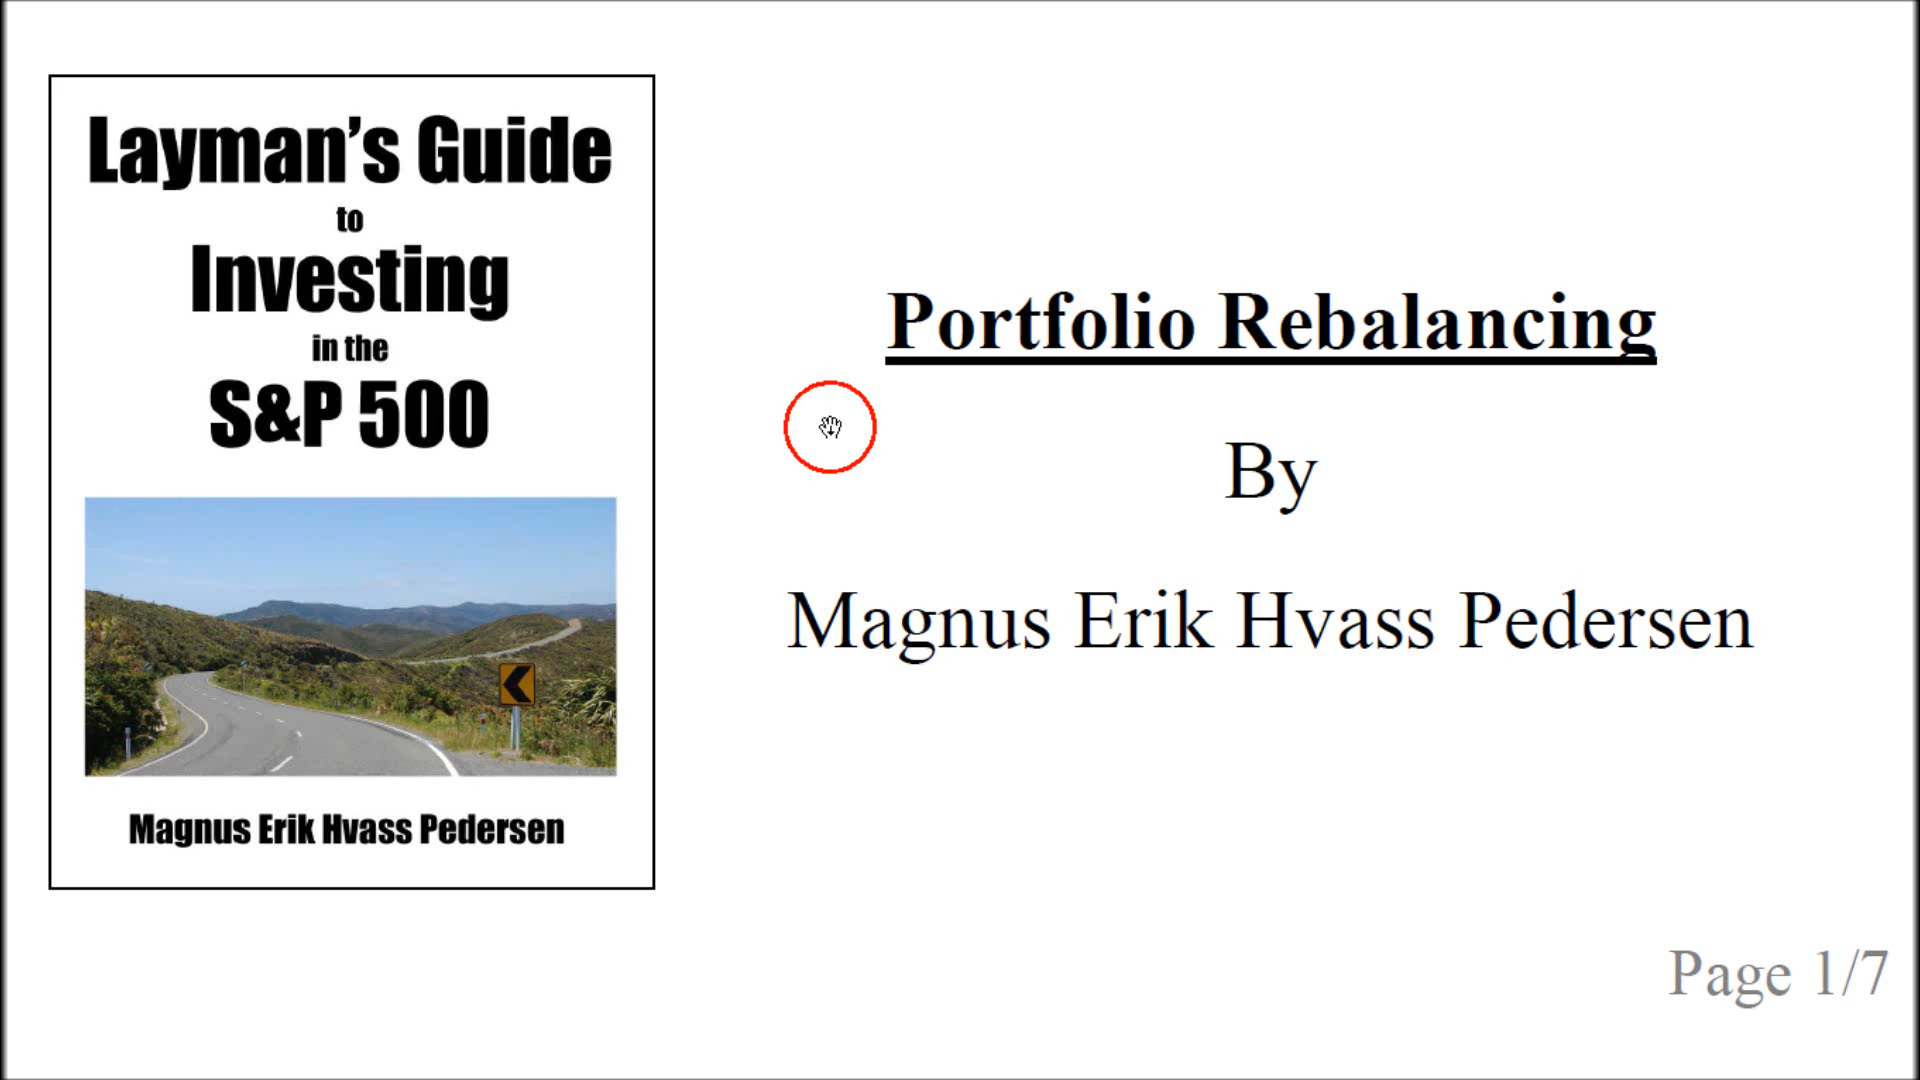 Layman’s Guide
to
Investing
in the
S&P 500
Magnus Erik Hvass Pedersen
Portfolio Rebalancing
By
Magnus Erik Hvass Pedersen
Page 1/7